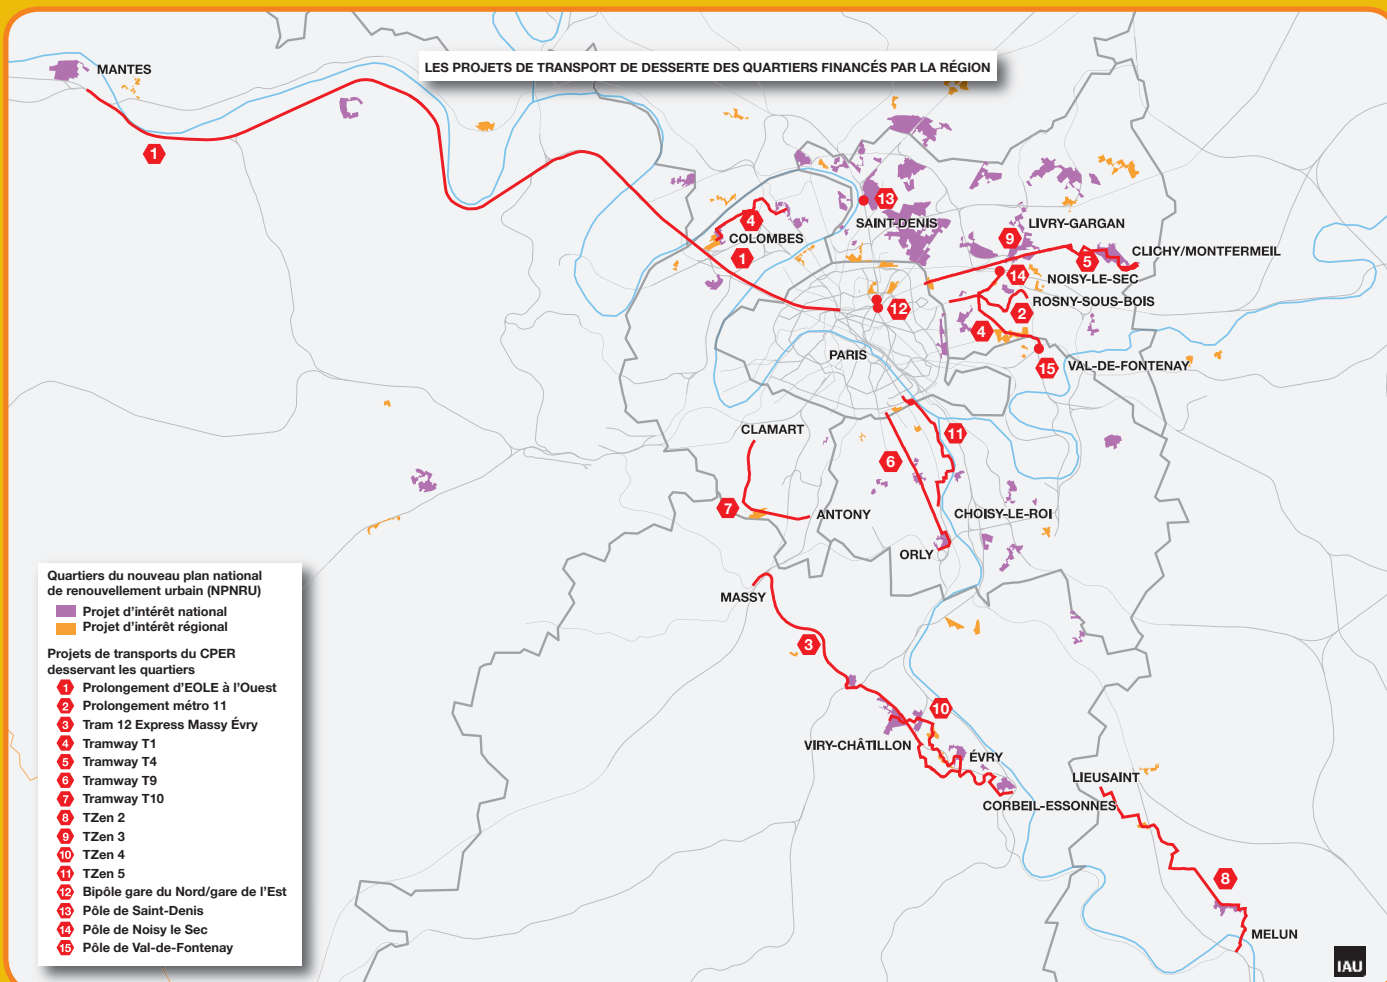 LES PROJETS DE TRANSPORT DE DESSERTE DES QUARTIERS FINANCÉS PAR LA RÉGION
MANTES
1
13
SAINT-DENIS
4
COLOMBES
1
LIVRY-GARGAN
9
CLICHY/MONTFERMEIL
5
14
NOISY-LE-SEC
ROSNY-SOUS-BOIS
2
12
4
PARIS
15
VAL-DE-FONTENAY
CLAMART
11
6
7
ANTONY
CHOISY-LE-ROI
ORLY
MASSY
3
10
VIRY-CHÂTILLON
ÉVRY
LIEUSAINT
CORBEIL-ESSONNES
8
MELUN
Quartiers du nouveau plan national
de renouvellement urbain (NPNRU)
Projet d'intérêt national
Projet d'intérêt régional
Projets de transports du CPER
desservant les quartiers
1 Prolongement d'EOLE à l'Ouest
2 Prolongement métro 11
3 Tram 12 Express Massy Évry
4 Tramway T1
5 Tramway T4
6 Tramway T9
7 Tramway T10
8 TZen 2
9 TZen 3
10 TZen 4
11 TZen 5
12 Bipôle gare du Nord/gare de l'Est
13 Pôle de Saint-Denis
14 Pôle de Noisy le Sec
15 Pôle de Val-de-Fontenay
IAU